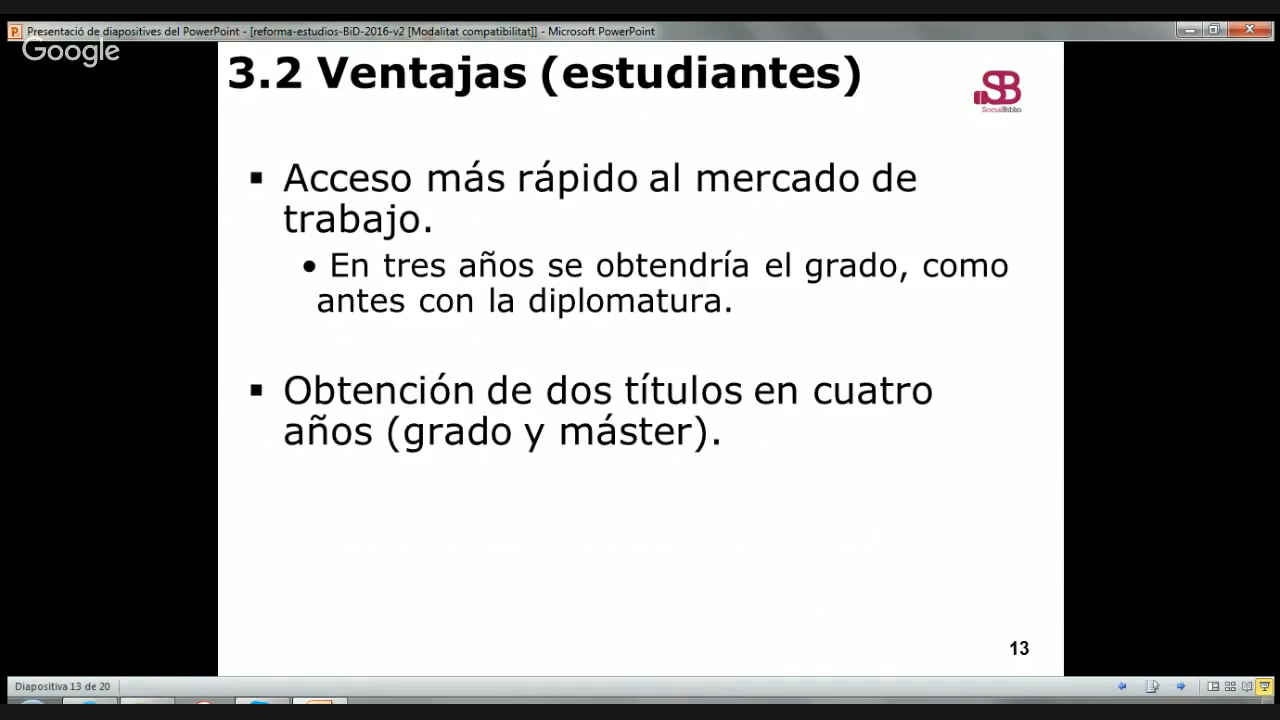 Presentació de diapositives del PowerPoint - [reforma-estudios-BiD-2016-v2 [Modalitat compatibilitat]] - Microsoft PowerPoint
Google
3.2 Ventajas (estudiantes)
SB
SocialBiblio
▪ Acceso más rápido al mercado de
trabajo.
• En tres años se obtendría el grado, como
antes con la diplomatura.
▪ Obtención de dos títulos en cuatro
años (grado y máster).
13
Diapositiva 13 de 20